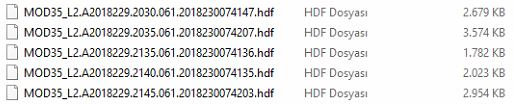 MOD35_L2.A2018229.2030.061.2018230074147.hdf HDF Dosyası 2.679 KB
MOD35_L2.A2018229.2035.061.2018230074207.hdf HDF Dosyası 3.574 KB
MOD35_L2.A2018229.2135.061.2018230074116.hdf HDF Dosyası 1.782 KB
MOD35_L2.A2018229.2140.061.2018230074135.hdf HDF Dosyası 2.023 KB
MOD35_L2.A2018229.2145.061.2018230074203.hdf HDF Dosyası 2.954 KB